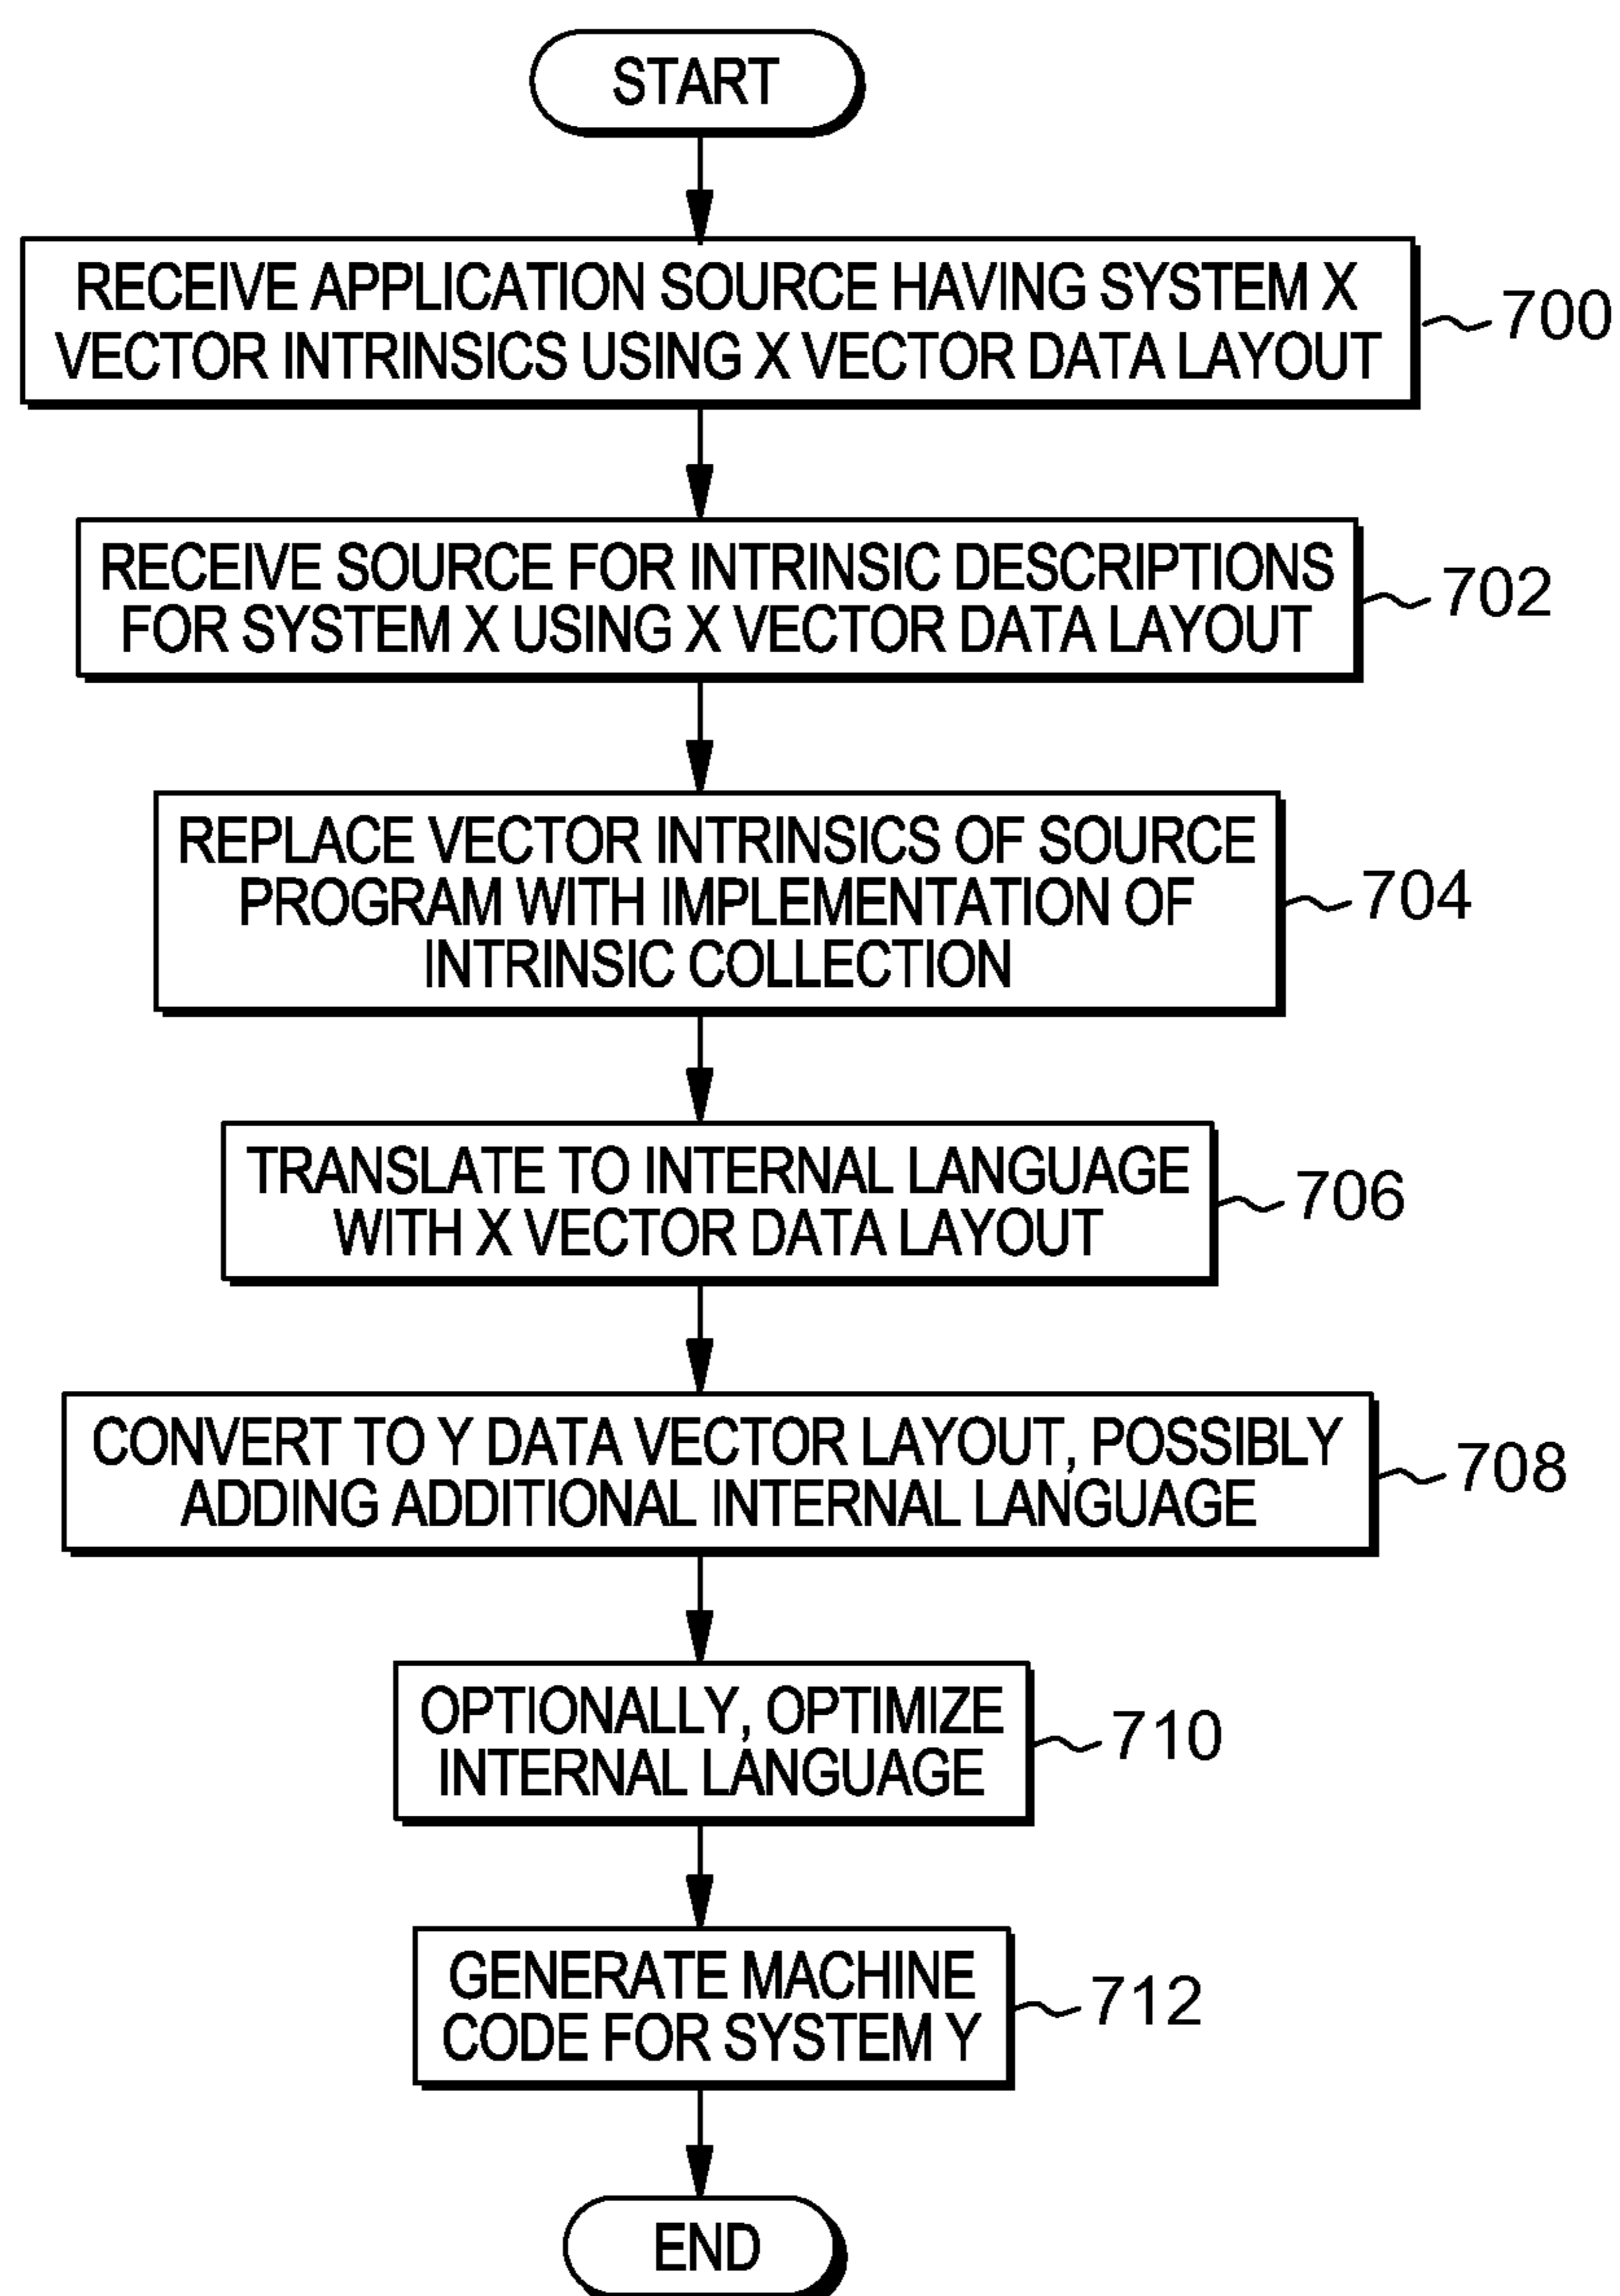 START
RECEIVE APPLICATION SOURCE HAVING SYSTEM X
VECTOR INTRINSICS USING X VECTOR DATA LAYOUT
700
RECEIVE SOURCE FOR INTRINSIC DESCRIPTIONS
FOR SYSTEM X USING X VECTOR DATA LAYOUT
702
REPLACE VECTOR INTRINSICS OF SOURCE
PROGRAM WITH IMPLEMENTATION OF
INTRINSIC COLLECTION
704
TRANSLATE TO INTERNAL LANGUAGE
WITH X VECTOR DATA LAYOUT
706
CONVERT TO Y DATA VECTOR LAYOUT, POSSIBLY
ADDING ADDITIONAL INTERNAL LANGUAGE
708
OPTIONALLY, OPTIMIZE
INTERNAL LANGUAGE
710
GENERATE MACHINE
CODE FOR SYSTEM Y
712
END